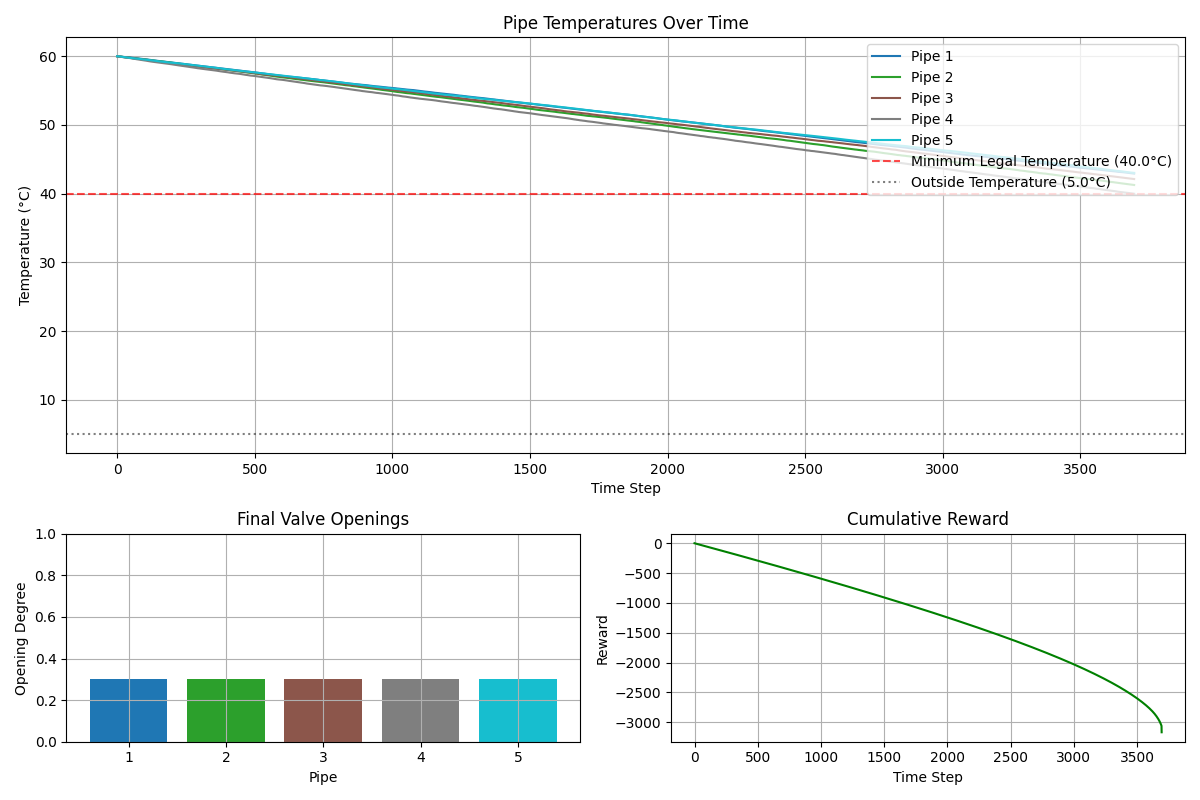 Pipe Temperatures Over Time
Temperature (°C)
60
50
40
30
20
10
Pipe 1
Pipe 2
Pipe 3
Pipe 4
Pipe 5
Minimum Legal Temperature (40.0°C)
Outside Temperature (5.0°C)
0 500 1000 1500 2000 2500 3000 3500
Time Step
Final Valve Openings
Opening Degree
1.0
0.8
0.6
0.4
0.2
0.0
1 2 3 4 5
Pipe
Cumulative Reward
Reward
0
−500
−1000
−1500
−2000
−2500
−3000
0 500 1000 1500 2000 2500 3000 3500
Time Step